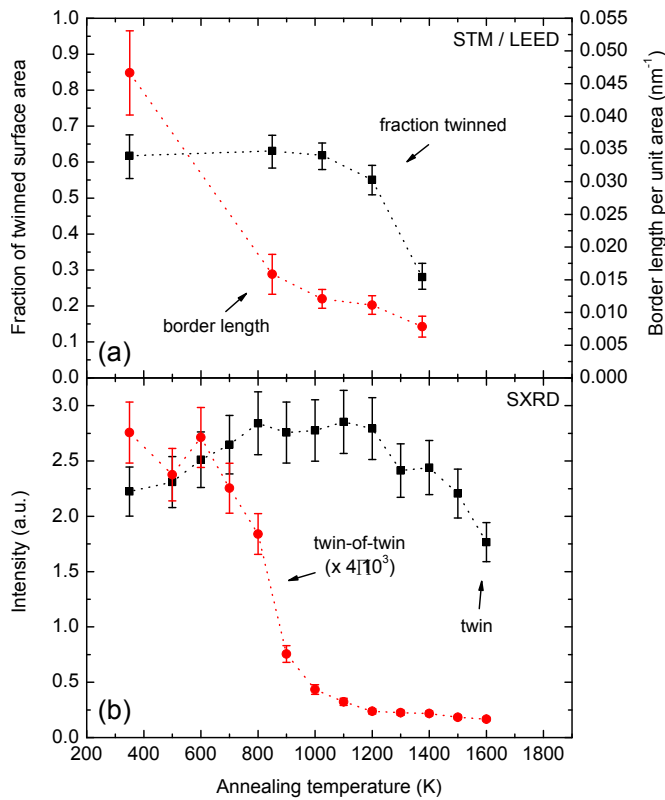 STM / LEED
fraction twinned
border length
(a)
Fraction of twinned surface area
Border length per unit area (nm⁻¹)
1.0
0.9
0.8
0.7
0.6
0.5
0.4
0.3
0.2
0.1
0.0
0.055
0.050
0.045
0.040
0.035
0.030
0.025
0.020
0.015
0.010
0.005
0.000
SXRD
twin-of-twin
(x 4 10³)
twin
(b)
Intensity (a.u.)
3.0
2.5
2.0
1.5
1.0
0.5
0.0
200 400 600 800 1000 1200 1400 1600 1800
Annealing temperature (K)